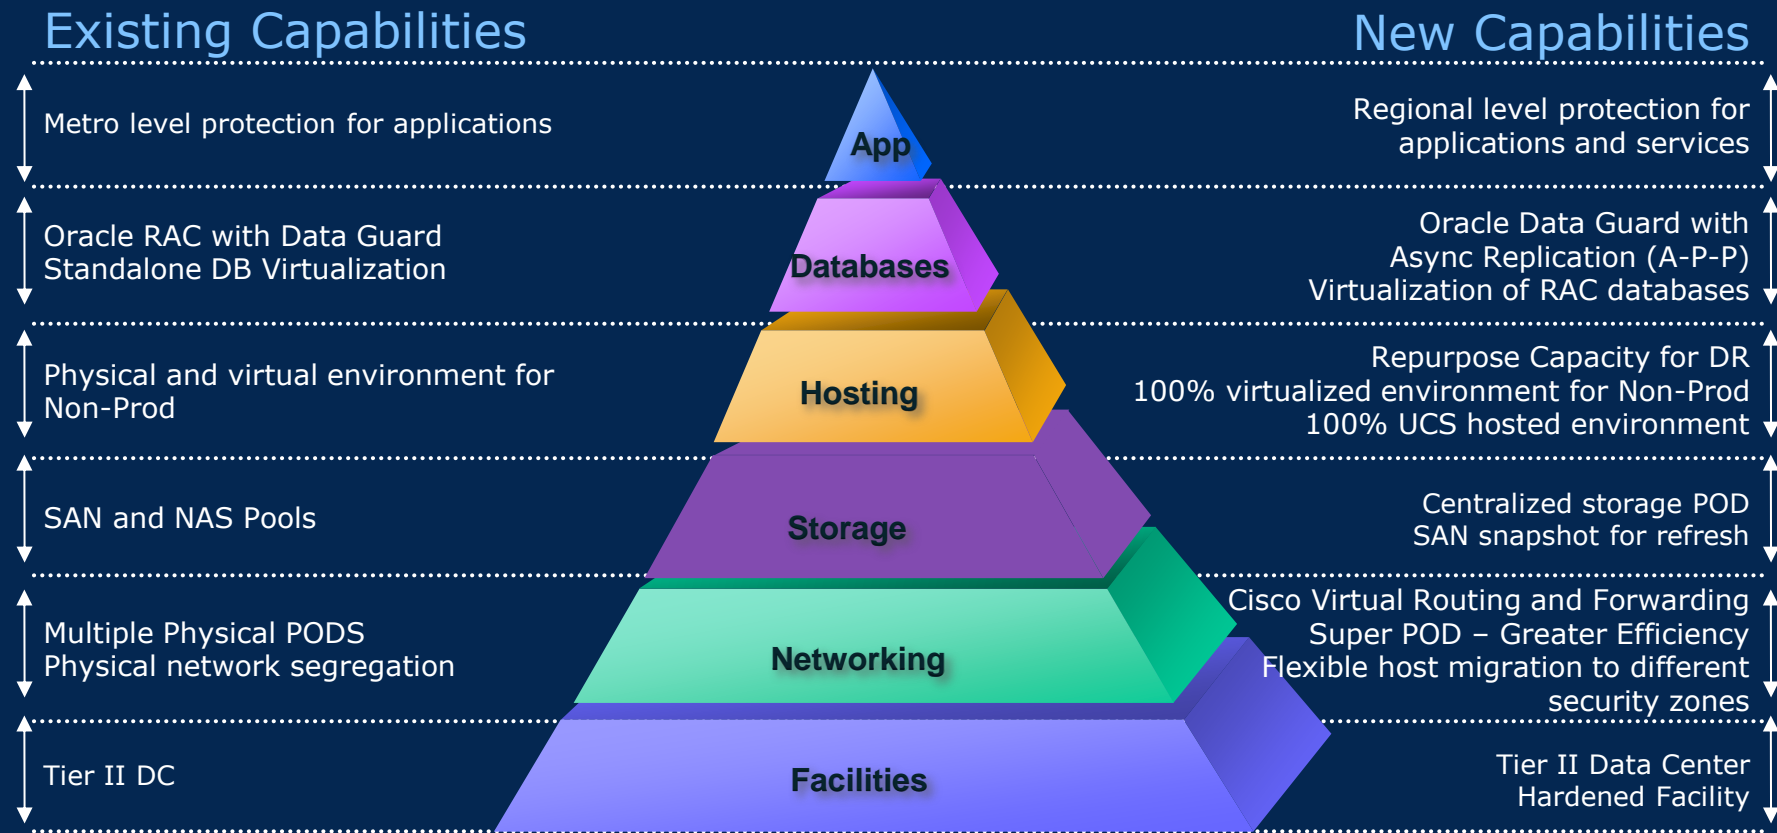 Existing Capabilities
New Capabilities
Metro level protection for applications
App
Regional level protection for
applications and services
Oracle RAC with Data Guard
Standalone DB Virtualization
Databases
Oracle Data Guard with
Async Replication (A-P-P)
Virtualization of RAC databases
Physical and virtual environment for
Non-Prod
Hosting
Repurpose Capacity for DR
100% virtualized environment for Non-Prod
100% UCS hosted environment
SAN and NAS Pools
Storage
Centralized storage POD
SAN snapshot for refresh
Multiple Physical PODS
Physical network segregation
Networking
Cisco Virtual Routing and Forwarding
Super POD – Greater Efficiency
Flexible host migration to different
security zones
Tier II DC
Facilities
Tier II Data Center
Hardened Facility